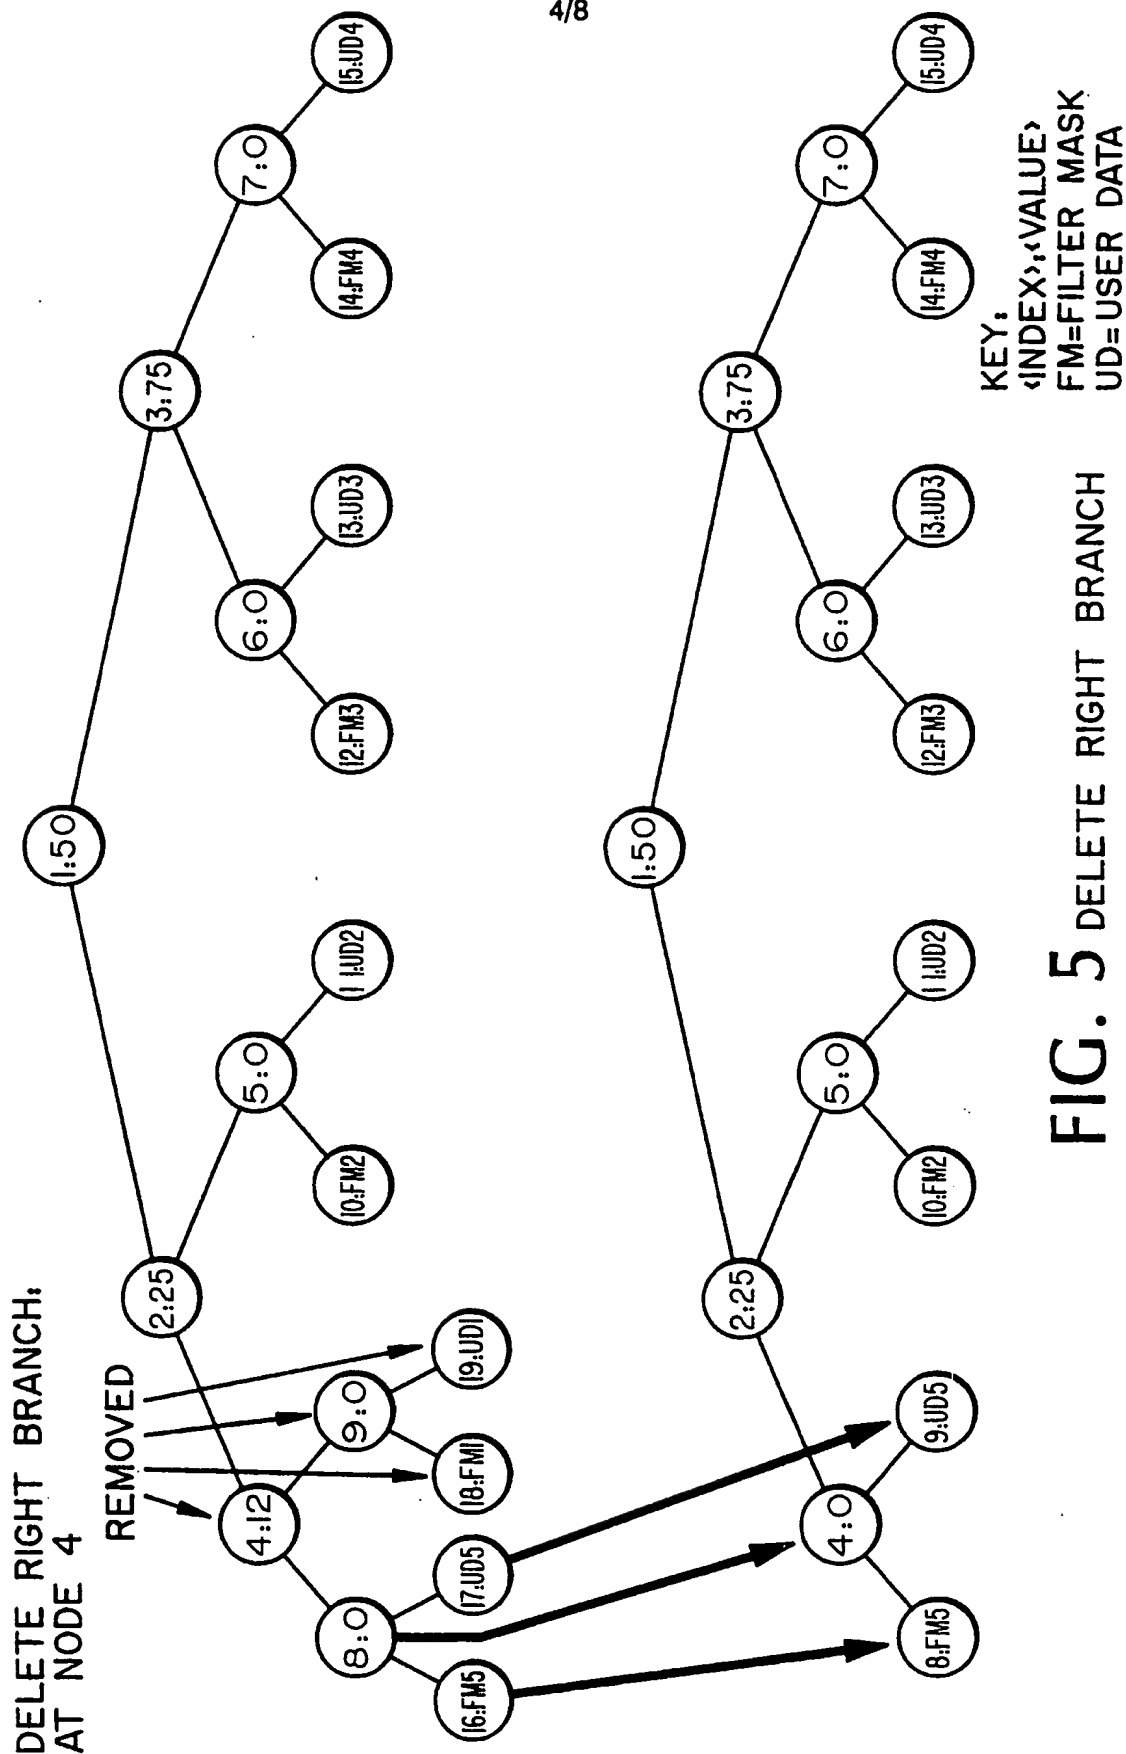 4/8
DELETE RIGHT BRANCH:
AT NODE 4
REMOVED
1:50
2:25
3:75
4:12
5:0
6:0
7:0
8:0
9:0
10:FM2
11:UD2
12:FM3
13:UD3
14:FM4
15:UD4
16:FM5
17:UD5
18:FM1
19:UD1
1:50
2:25
3:75
4:0
5:0
6:0
7:0
8:FM5
9:UD5
10:FM2
11:UD2
12:FM3
13:UD3
14:FM4
15:UD4
KEY:
<INDEX>:<VALUE>
FM=FILTER MASK
UD=USER DATA
FIG. 5 DELETE RIGHT BRANCH